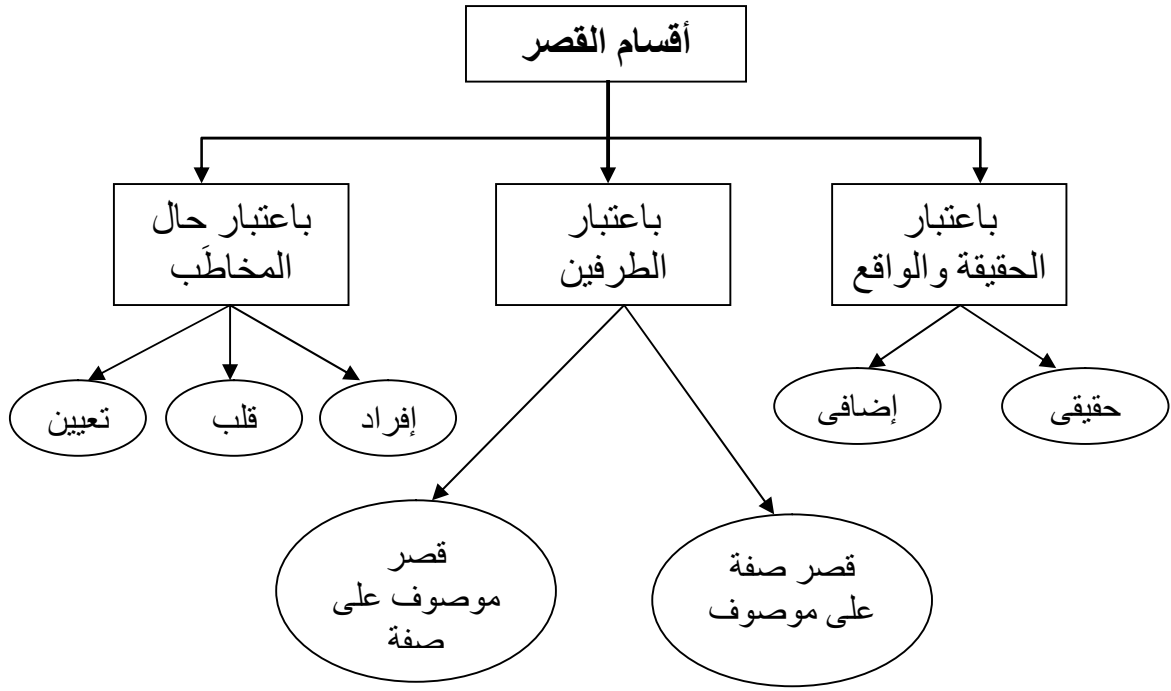 أقسام القصر
باعتبار
الحقيقة والواقع
باعتبار
الطرفين
باعتبار حال
المخاطَب
حقيقى
إضافى
إفراد
قلب
تعيين
قصر صفة
على موصوف
قصر
موصوف على
صفة